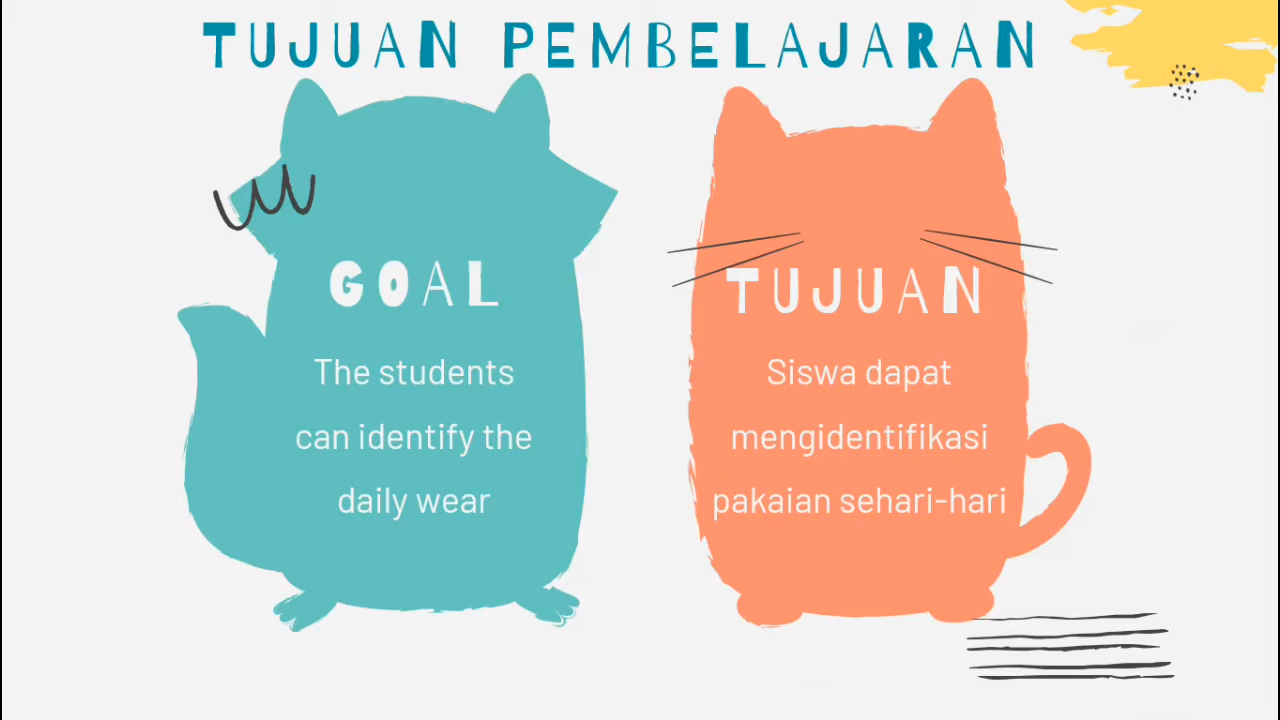 TUJUAN PEMBELAJARAN
GOAL
The students
can identify the
daily wear
TUJUAN
Siswa dapat
mengidentifikasi
pakaian sehari-hari